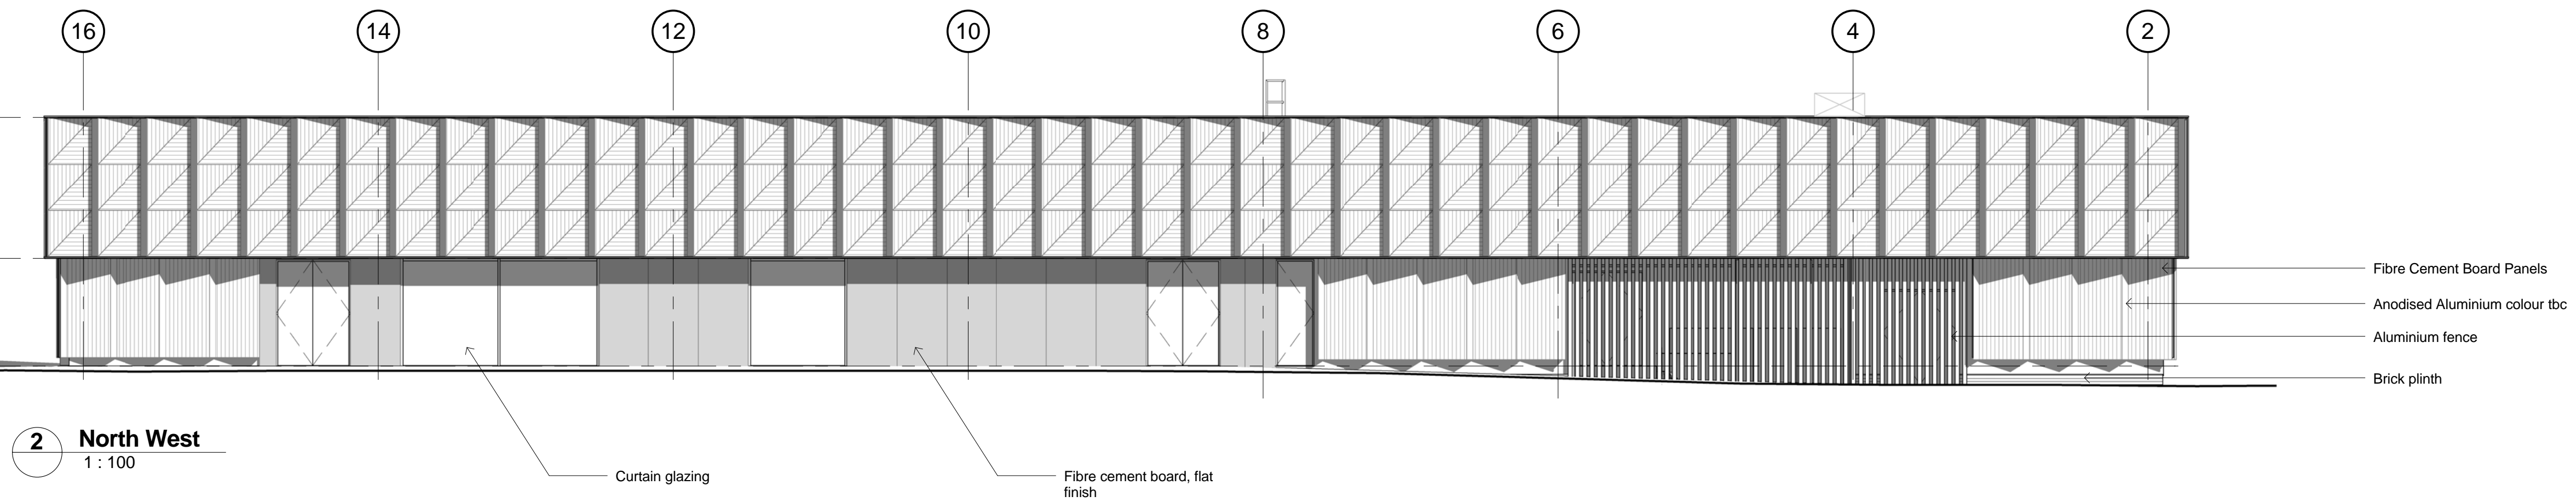 16
14
12
10
8
6
4
2
Fibre Cement Board Panels
Anodised Aluminium colour tbc
Aluminium fence
Brick plinth
2
North West
1 : 100
Curtain glazing
Fibre cement board, flat
finish